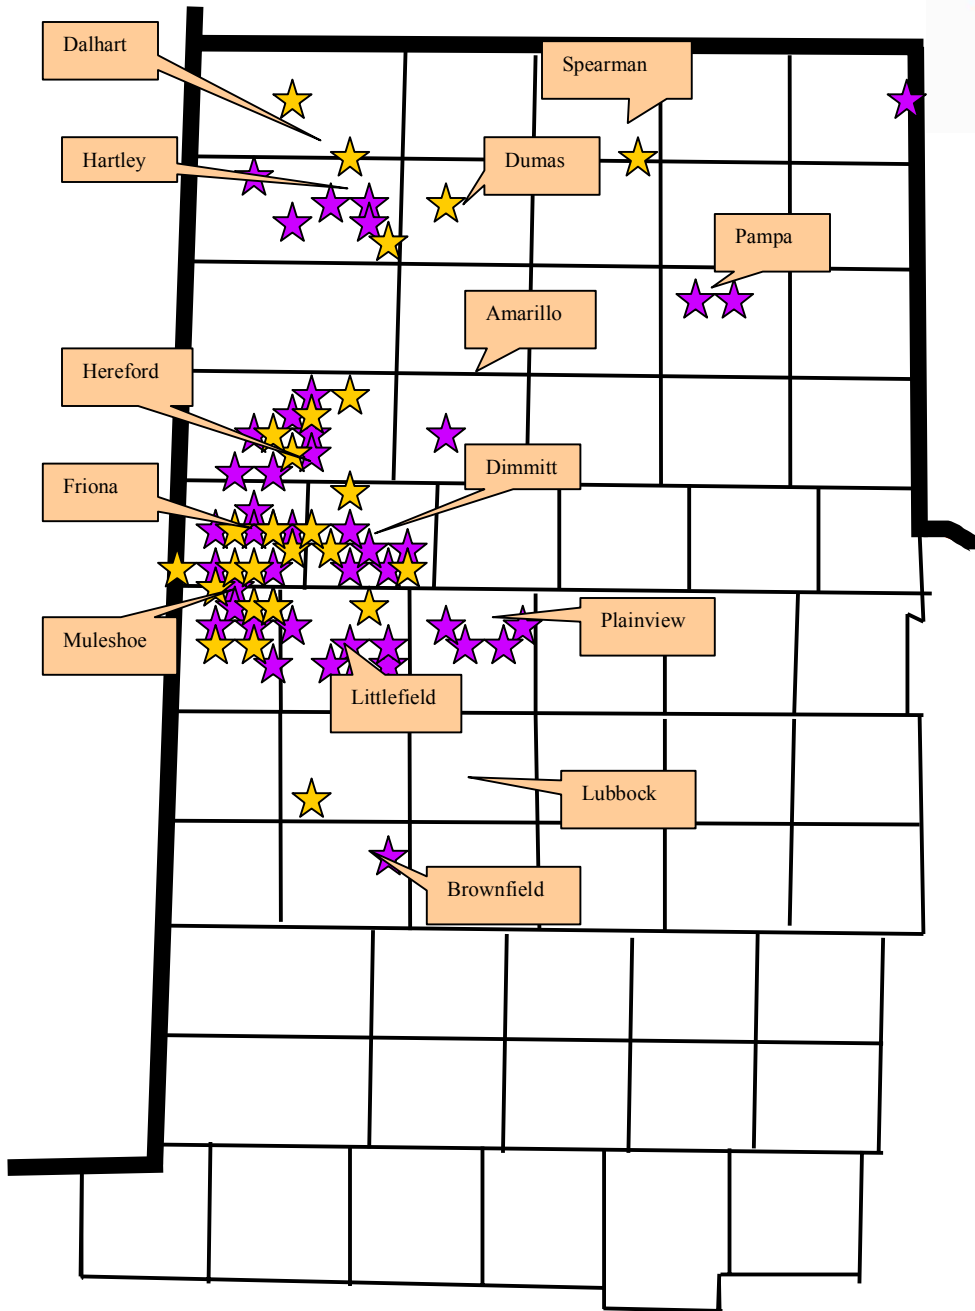 Dalhart
Spearman
Hartley
Dumas
Pampa
Amarillo
Hereford
Dimmitt
Friona
Plainview
Muleshoe
Littlefield
Lubbock
Brownfield